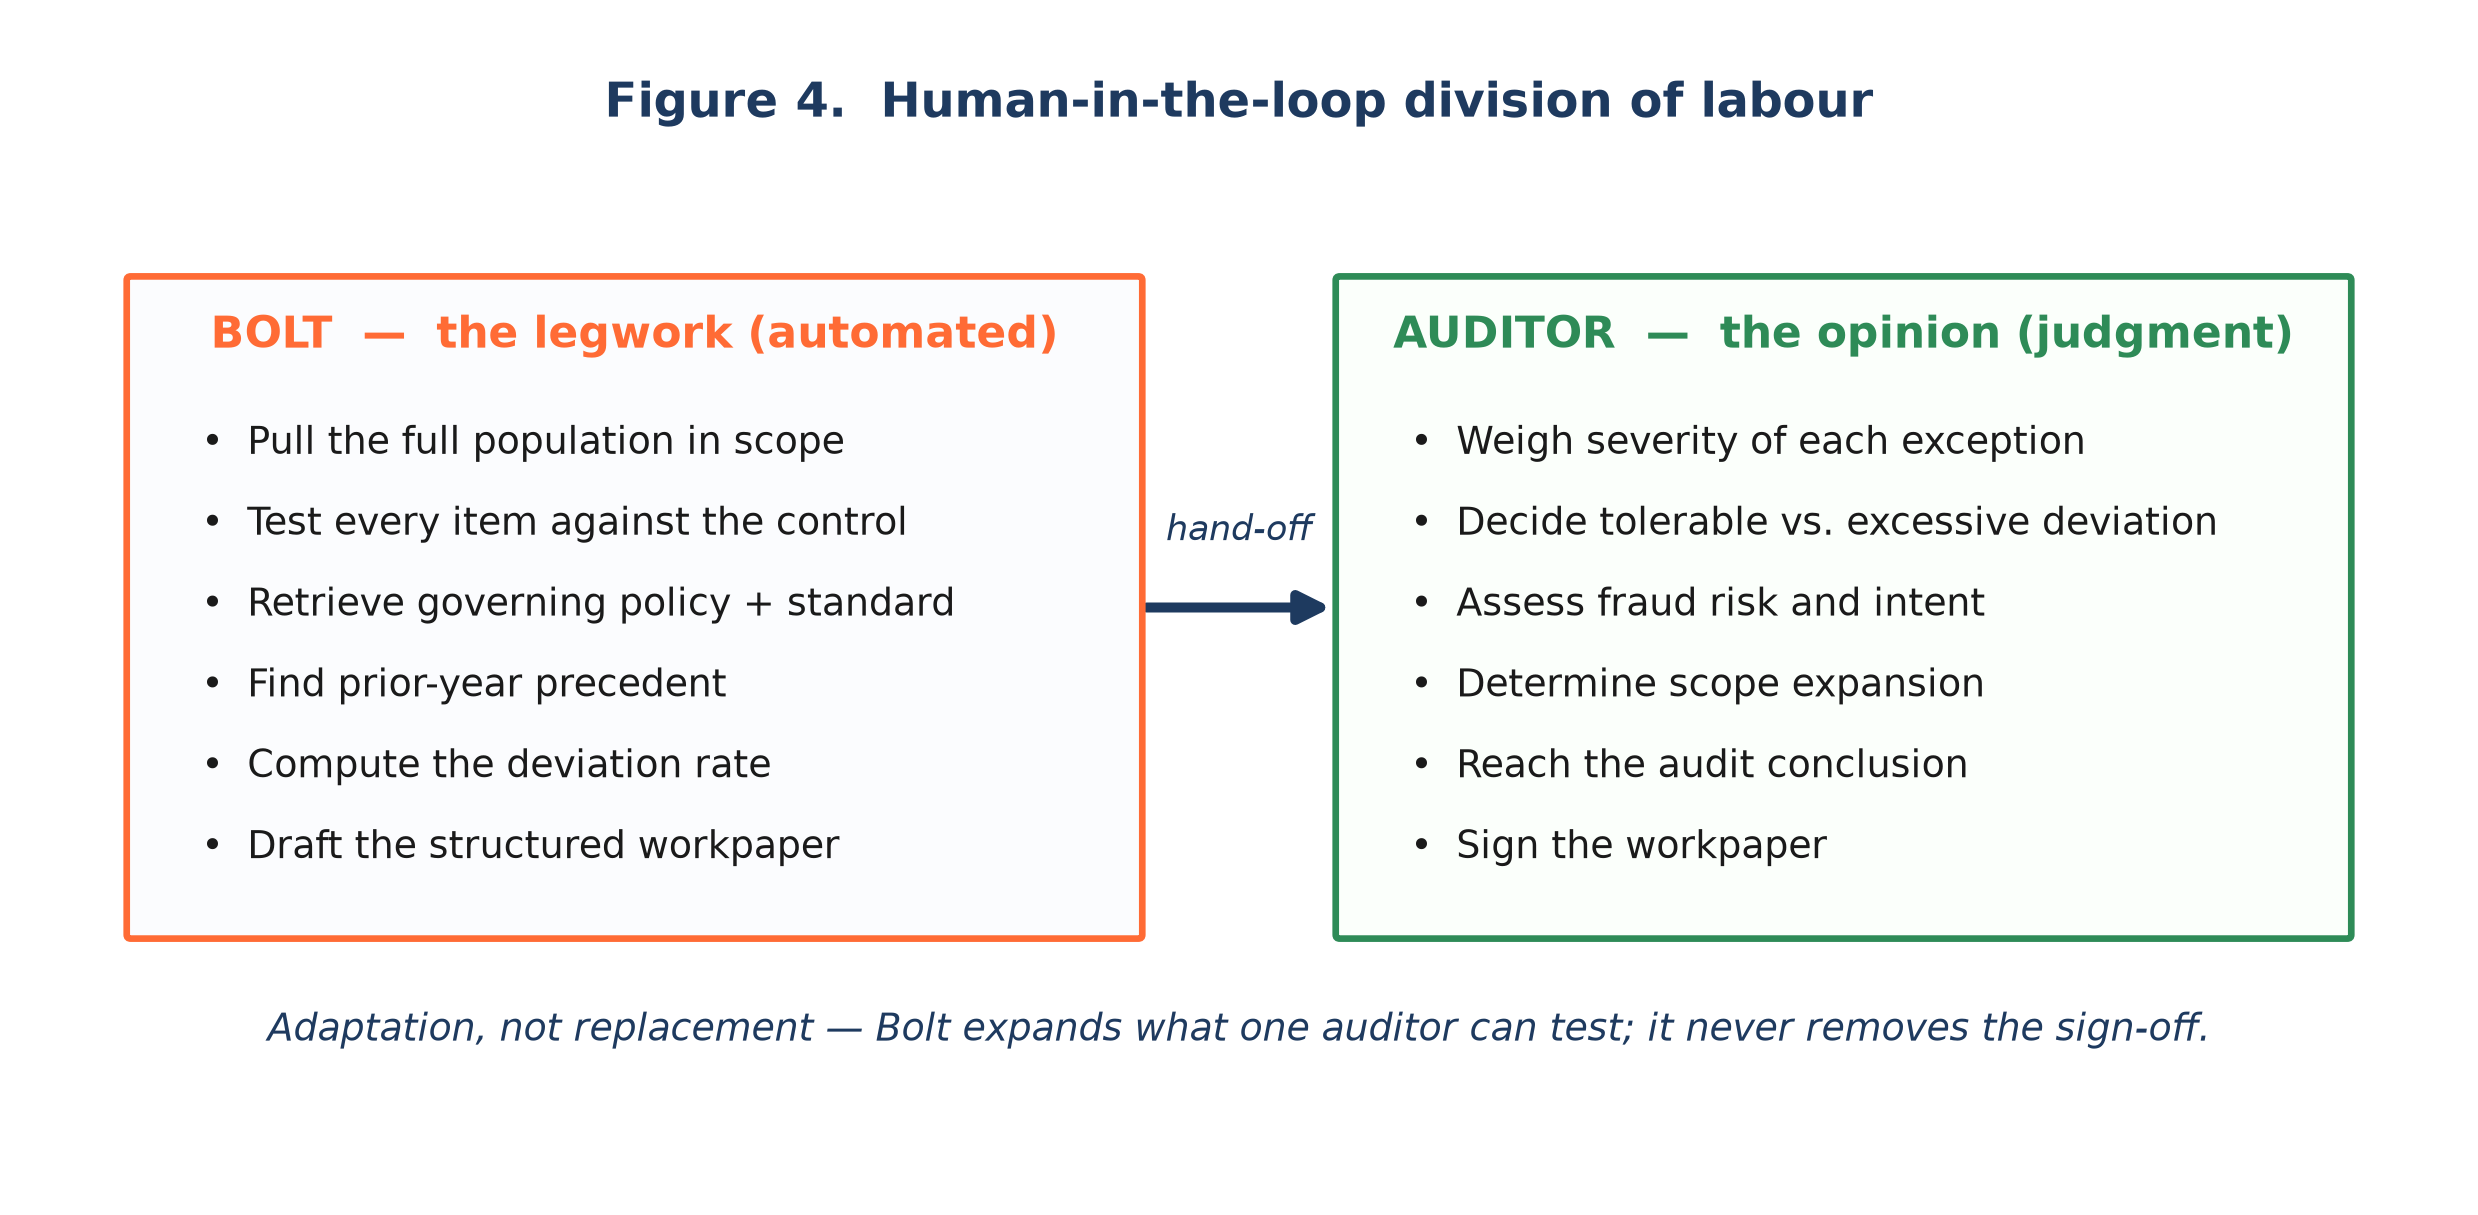 Figure 4.  Human-in-the-loop division of labour
BOLT — the legwork (automated)
• Pull the full population in scope
• Test every item against the control
• Retrieve governing policy + standard
• Find prior-year precedent
• Compute the deviation rate
• Draft the structured workpaper
hand-off
AUDITOR — the opinion (judgment)
• Weigh severity of each exception
• Decide tolerable vs. excessive deviation
• Assess fraud risk and intent
• Determine scope expansion
• Reach the audit conclusion
• Sign the workpaper
Adaptation, not replacement — Bolt expands what one auditor can test; it never removes the sign-off.